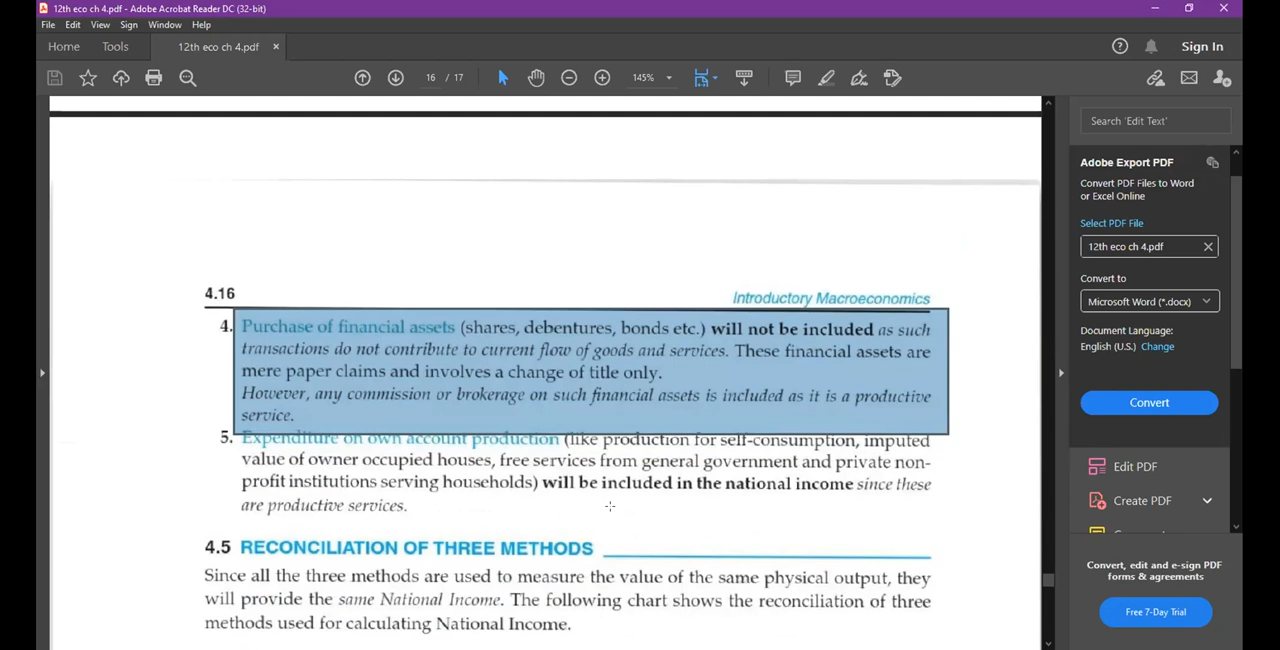 12th eco ch 4.pdf - Adobe Acrobat Reader DC (32-bit)
File Edit View Sign Window Help
Home Tools 12th eco ch 4.pdf × Sign In
16 / 17 145%
Search 'Edit Text'
Adobe Export PDF
Convert PDF Files to Word
or Excel Online
Select PDF File
12th eco ch 4.pdf
Convert to
Microsoft Word (*.docx)
Document Language:
English (U.S.) Change
Convert
Edit PDF
Create PDF
Convert, edit and e-sign PDF
forms & agreements
Free 7-Day Trial
4.16 Introductory Macroeconomics
4. Purchase of financial assets (shares, debentures, bonds etc.) will not be included as such
transactions do not contribute to current flow of goods and services. These financial assets are
mere paper claims and involves a change of title only.
However, any commission or brokerage on such financial assets is included as it is a productive
service.
5. Expenditure on own account production (like production for self-consumption, imputed
value of owner occupied houses, free services from general government and private non-
profit institutions serving households) will be included in the national income since these
are productive services.
4.5 RECONCILIATION OF THREE METHODS
Since all the three methods are used to measure the value of the same physical output, they
will provide the same National Income. The following chart shows the reconciliation of three
methods used for calculating National Income.